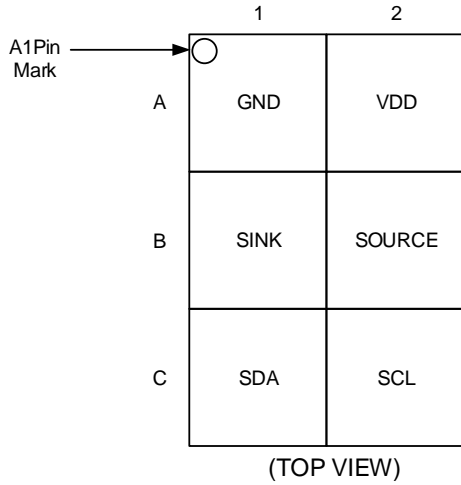 1 2
A1Pin
Mark
A GND VDD
B SINK SOURCE
C SDA SCL
(TOP VIEW)